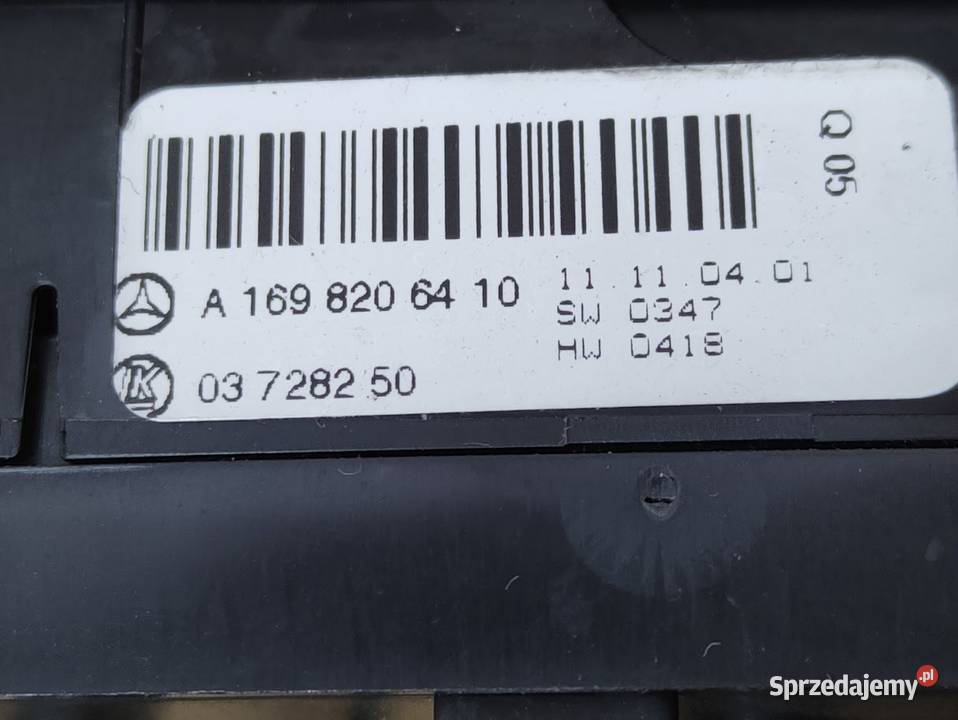 Q 05
A 169 820 64 10
11.11.04.01
SW 0347
HW 0418
K
03 7282 50
Sprzedajemy.pl